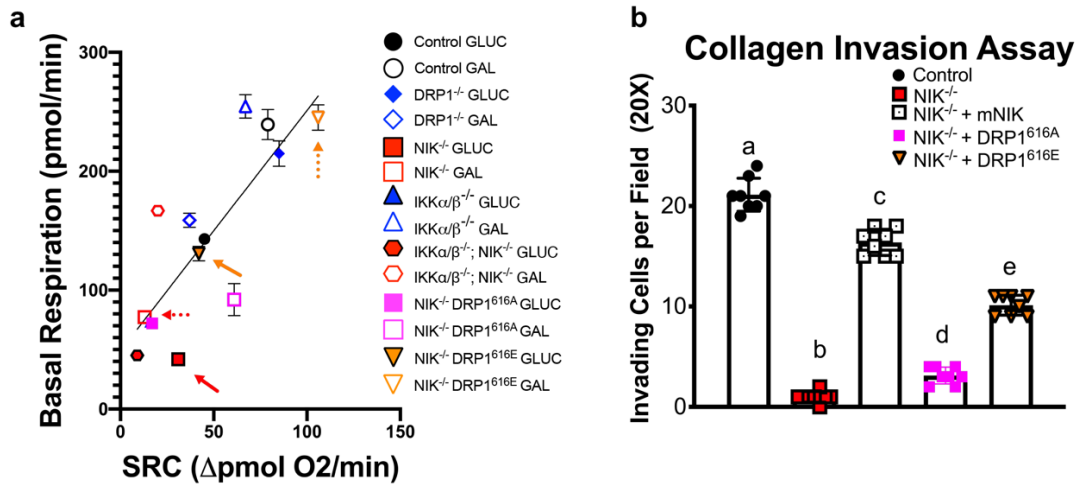 a
300
200
100
0
0
50
100
150
Basal Respiration (pmol/min)
SRC (Δpmol O2/min)
Control GLUC
Control GAL
DRP1-/- GLUC
DRP1-/- GAL
NIK-/- GLUC
NIK-/- GAL
IKKα/β-/- GLUC
IKKα/β-/- GAL
IKKα/β-/-; NIK-/- GLUC
IKKα/β-/-; NIK-/- GAL
NIK-/- DRP1616A GLUC
NIK-/- DRP1616A GAL
NIK-/- DRP1616E GLUC
NIK-/- DRP1616E GAL
b
Collagen Invasion Assay
Control
NIK-/-
NIK-/- + mNIK
NIK-/- + DRP1616A
NIK-/- + DRP1616E
30
20
10
0
Invading Cells per Field (20X)
a
b
c
d
e